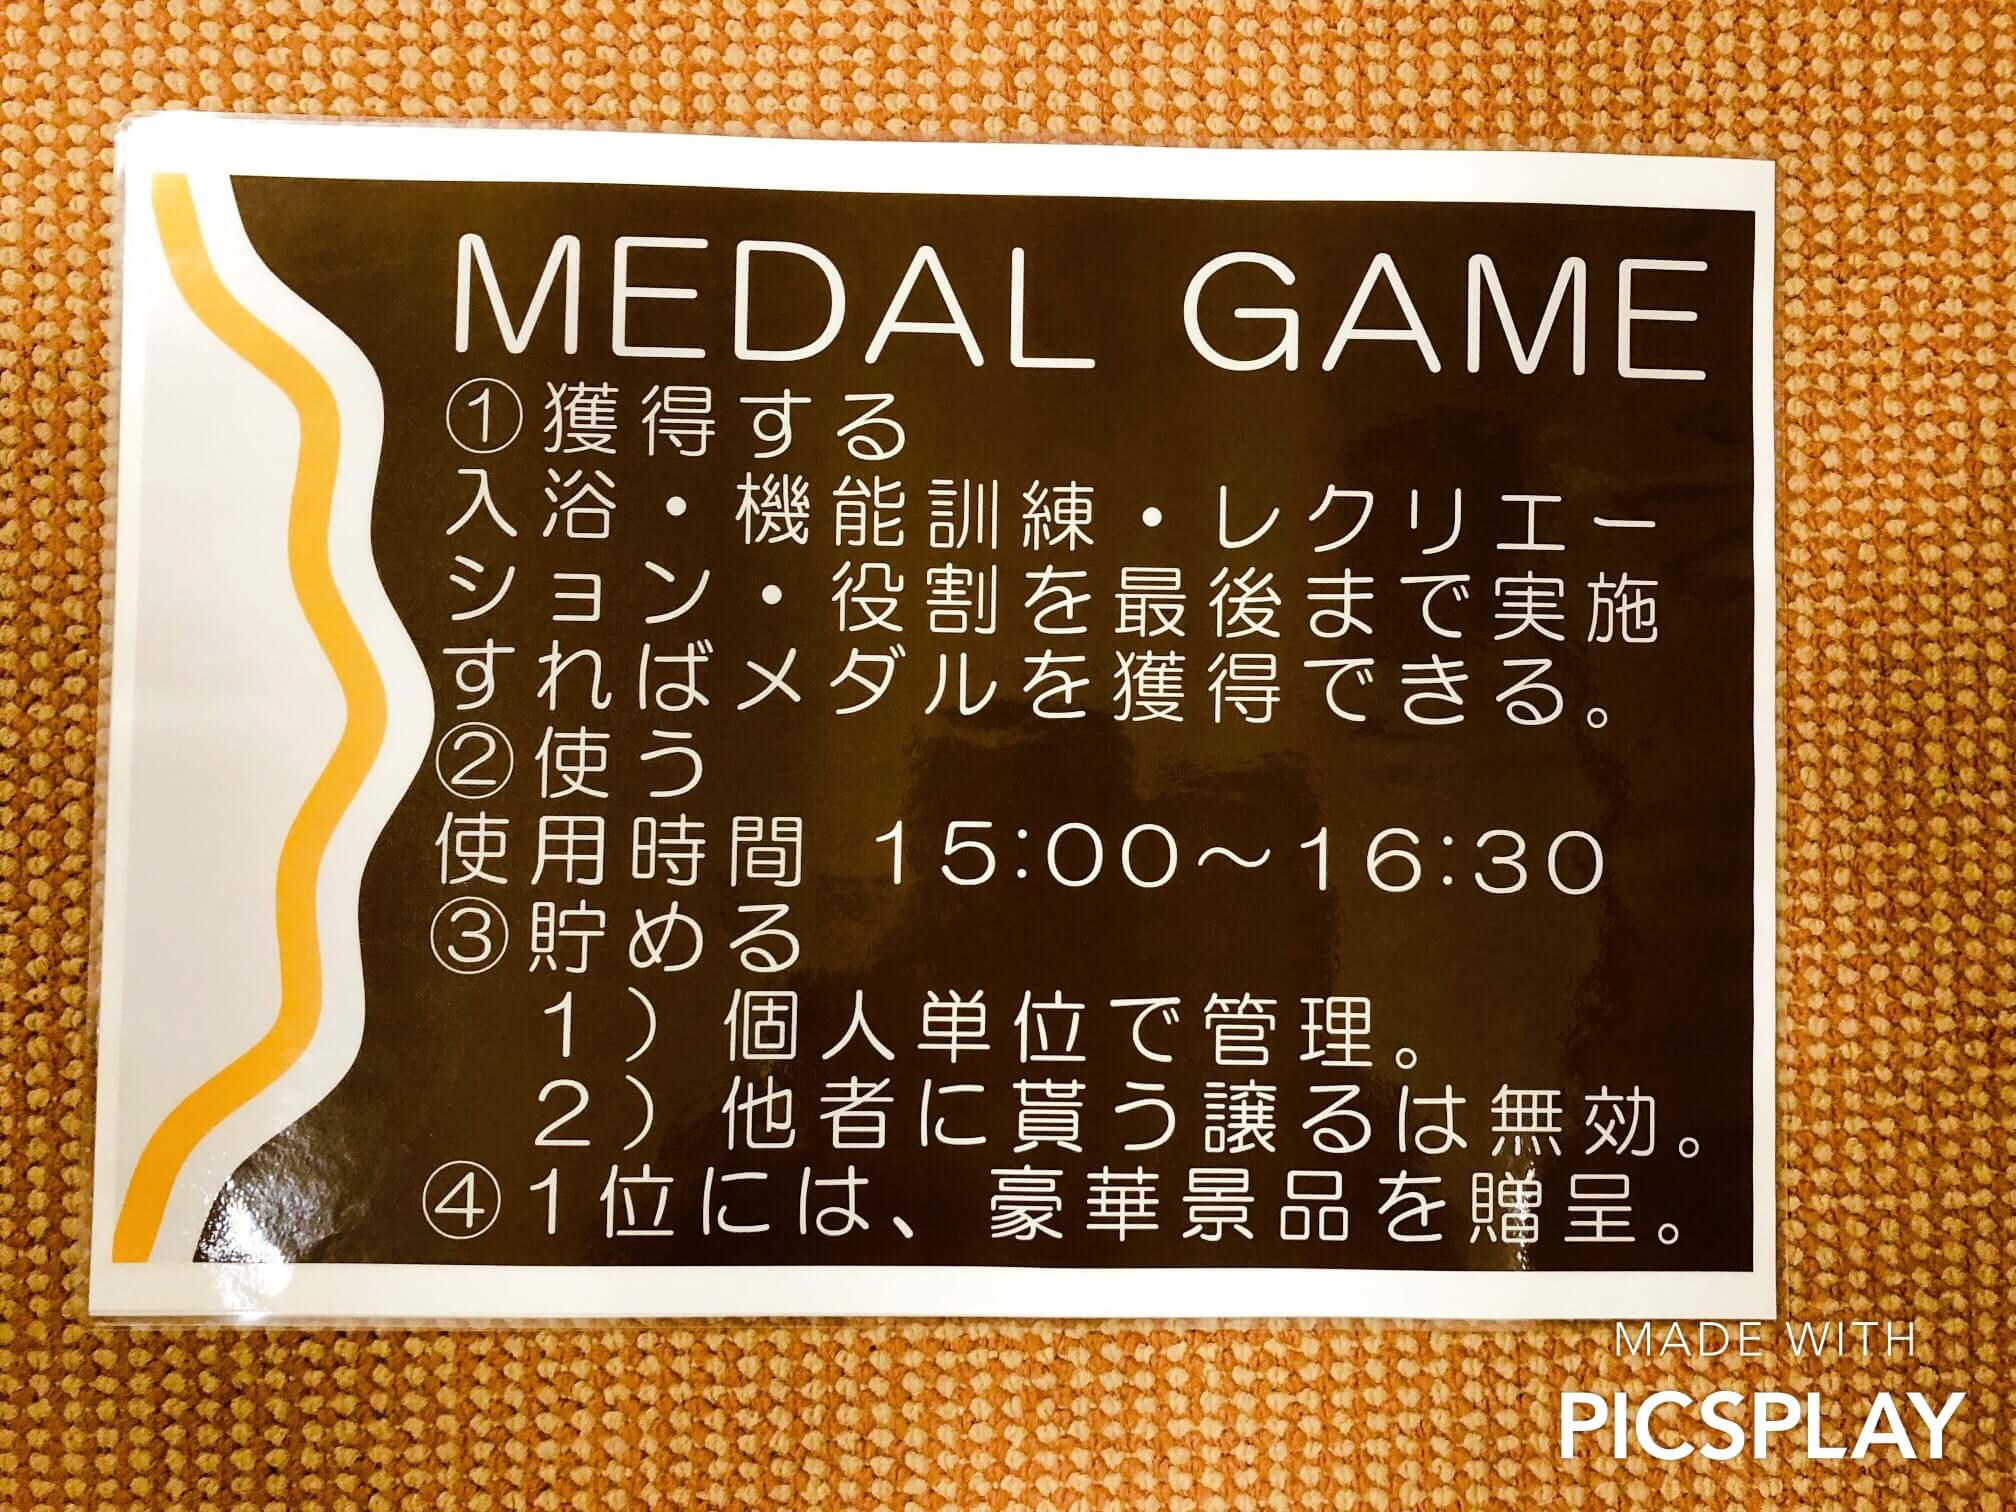 MEDAL GAME
①獲得する
入浴・機能訓練・レクリエー
ション・役割を最後まで実施
すればメダルを獲得できる。
②使う
使用時間 15:00～16:30
③貯める
1）個人単位で管理。
2）他者に貰う譲るは無効。
④1位には、豪華景品を贈呈。
MADE WITH
PICSPLAY